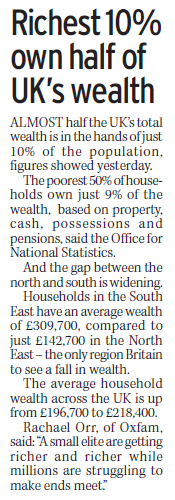 Richest 10%
own half of
UK's wealth
ALMOST half the UK's total
wealth is in the hands of just
10% of the population,
figures showed yesterday.
The poorest 50% of house-
holds own just 9% of the
wealth, based on property,
cash, possessions and
pensions, said the Office for
National Statistics.
And the gap between the
north and south is widening.
Households in the South
East have an average wealth
of £309,700, compared to
just £142,700 in the North
East – the only region Britain
to see a fall in wealth.
The average household
wealth across the UK is up
from £196,700 to £218,400.
Rachael Orr, of Oxfam,
said: "A small elite are getting
richer and richer while
millions are struggling to
make ends meet."